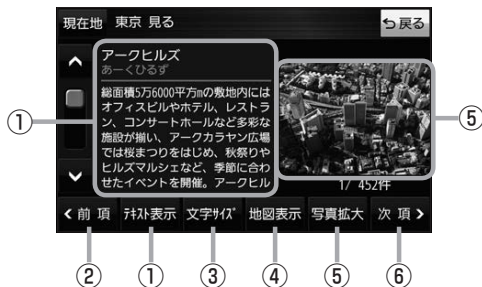 現在地 東京 見る
戻る
アークヒルズ
あーくひるず
総面積5万6000平方mの敷地内には
オフィスビルやホテル、レストラ
ン、コンサートホールなど多彩な
施設が揃い、アークカラヤン広場
では桜まつりをはじめ、秋祭りや
ヒルズマルシェなど、季節に合わ
せたイベントを開催。アークヒル
1/ 452件
前 項 ﾃｷｽﾄ表示 文字ｻｲｽﾞ 地図表示 写真拡大 次 項
① ⑤
② ① ③ ④ ⑤ ⑥